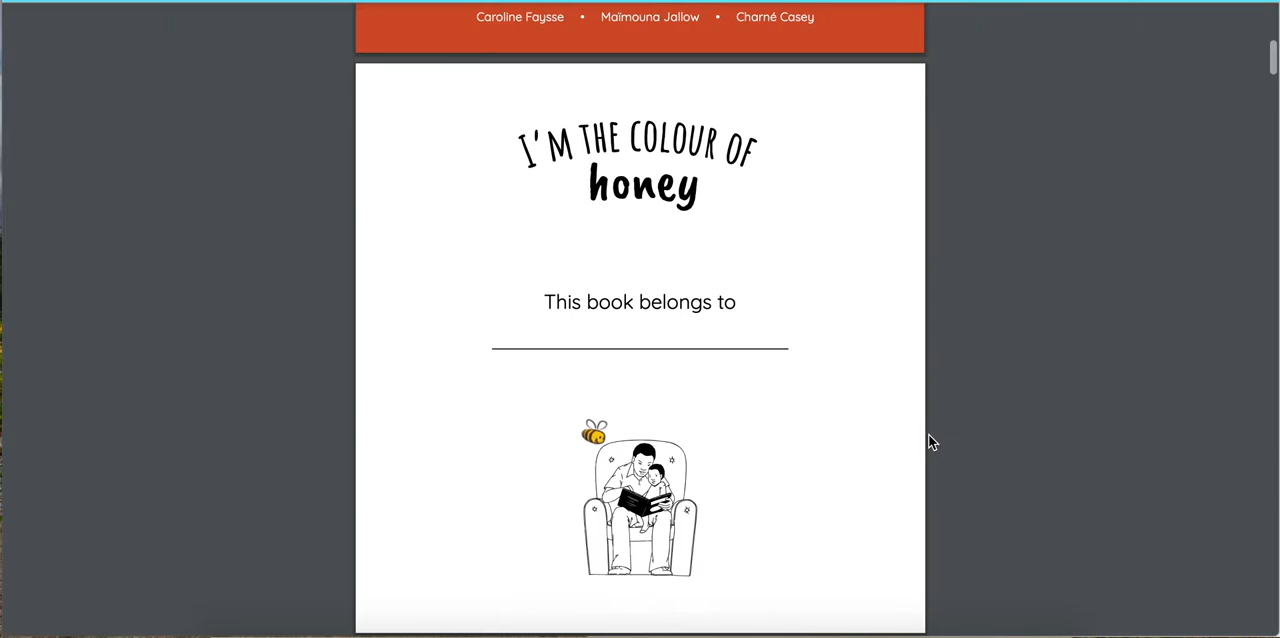 Caroline Faysse • Maïmouna Jallow • Charné Casey
I'M THE COLOUR OF
honey
This book belongs to